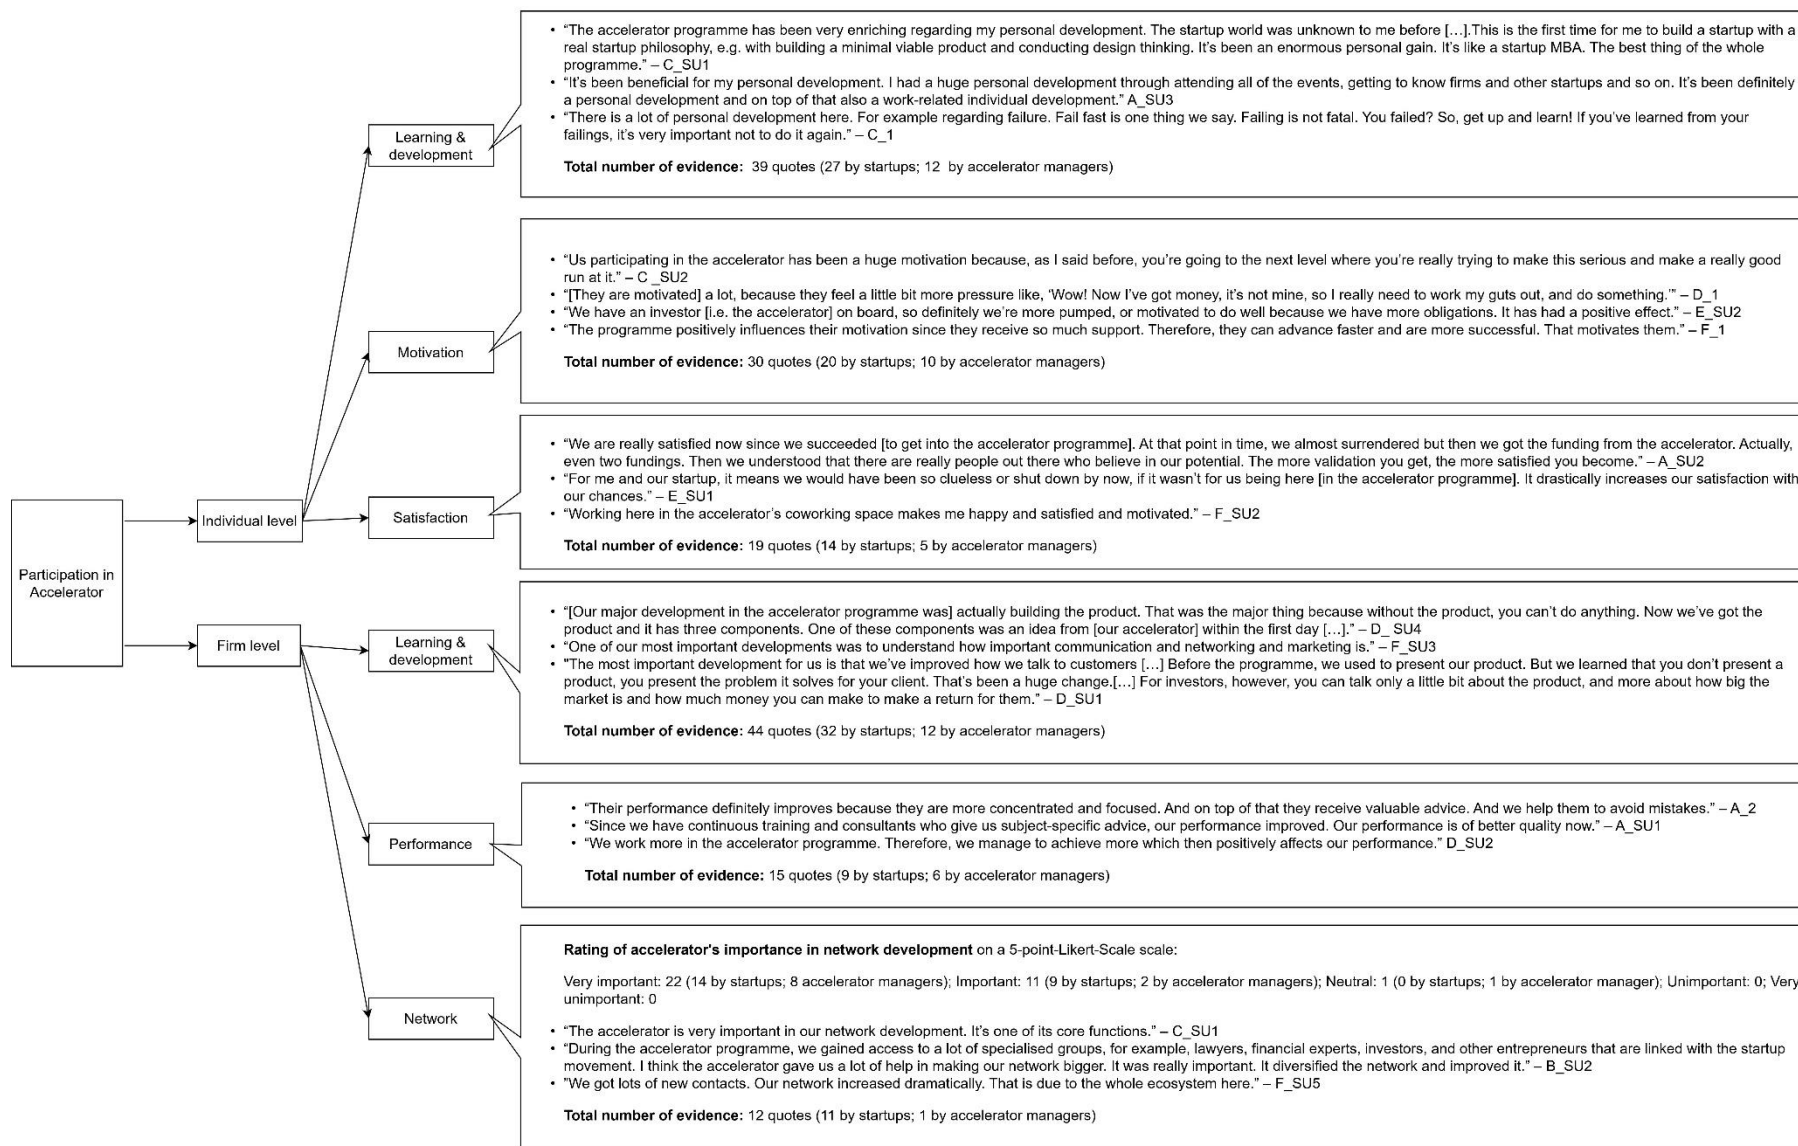 • “The accelerator programme has been very enriching regarding my personal development. The startup world was unknown to me before […].This is the first time for me to build a startup with a
real startup philosophy, e.g. with building a minimal viable product and conducting design thinking. It’s been an enormous personal gain. It’s like a startup MBA. The best thing of the whole
programme.” – C_SU1
• “It’s been beneficial for my personal development. I had a huge personal development through attending all of the events, getting to know firms and other startups and so on. It’s been definitely
a personal development and on top of that also a work-related individual development.” A_SU3
• “There is a lot of personal development here. For example regarding failure. Fail fast is one thing we say. Failing is not fatal. You failed? So, get up and learn! If you’ve learned from your
failings, it’s very important not to do it again.” – C_1
Learning &
development
Total number of evidence: 39 quotes (27 by startups; 12 by accelerator managers)
• “Us participating in the accelerator has been a huge motivation because, as I said before, you’re going to the next level where you’re really trying to make this serious and make a really good
run at it.” – C _SU2
• “[They are motivated] a lot, because they feel a little bit more pressure like, ‘Wow! Now I’ve got money, it’s not mine, so I really need to work my guts out, and do something.’” – D_1
• “We have an investor [i.e. the accelerator] on board, so definitely we’re more pumped, or motivated to do well because we have more obligations. It has had a positive effect.” – E_SU2
• “The programme positively influences their motivation since they receive so much support. Therefore, they can advance faster and are more successful. That motivates them.” – F_1
Motivation
Total number of evidence: 30 quotes (20 by startups; 10 by accelerator managers)
• “We are really satisfied now since we succeeded [to get into the accelerator programme]. At that point in time, we almost surrendered but then we got the funding from the accelerator. Actually,
even two fundings. Then we understood that there are really people out there who believe in our potential. The more validation you get, the more satisfied you become.” – A_SU2
• “For me and our startup, it means we would have been so clueless or shut down by now, if it wasn’t for us being here [in the accelerator programme]. It drastically increases our satisfaction with
our chances.” – E_SU1
• “Working here in the accelerator’s coworking space makes me happy and satisfied and motivated.” – F_SU2
Individual level
Satisfaction
Total number of evidence: 19 quotes (14 by startups; 5 by accelerator managers)
Participation in
Accelerator
• “[Our major development in the accelerator programme was] actually building the product. That was the major thing because without the product, you can’t do anything. Now we’ve got the
product and it has three components. One of these components was an idea from [our accelerator] within the first day […].” – D_ SU4
• “One of our most important developments was to understand how important communication and networking and marketing is.” – F_SU3
• "The most important development for us is that we’ve improved how we talk to customers […] Before the programme, we used to present our product. But we learned that you don’t present a
product, you present the problem it solves for your client. That’s been a huge change.[…] For investors, however, you can talk only a little bit about the product, and more about how big the
market is and how much money you can make to make a return for them.” – D_SU1
Firm level
Learning &
development
Total number of evidence: 44 quotes (32 by startups; 12 by accelerator managers)
• “Their performance definitely improves because they are more concentrated and focused. And on top of that they receive valuable advice. And we help them to avoid mistakes.” – A_2
• “Since we have continuous training and consultants who give us subject-specific advice, our performance improved. Our performance is of better quality now.” – A_SU1
• “We work more in the accelerator programme. Therefore, we manage to achieve more which then positively affects our performance.” D_SU2
Performance
Total number of evidence: 15 quotes (9 by startups; 6 by accelerator managers)
Rating of accelerator's importance in network development on a 5-point-Likert-Scale scale:
Very important: 22 (14 by startups; 8 accelerator managers); Important: 11 (9 by startups; 2 by accelerator managers); Neutral: 1 (0 by startups; 1 by accelerator manager); Unimportant: 0; Very
unimportant: 0
Network
• “The accelerator is very important in our network development. It’s one of its core functions.” – C_SU1
• “During the accelerator programme, we gained access to a lot of specialised groups, for example, lawyers, financial experts, investors, and other entrepreneurs that are linked with the startup
movement. I think the accelerator gave us a lot of help in making our network bigger. It was really important. It diversified the network and improved it.” – B_SU2
• ”We got lots of new contacts. Our network increased dramatically. That is due to the whole ecosystem here.” – F_SU5
Total number of evidence: 12 quotes (11 by startups; 1 by accelerator managers)